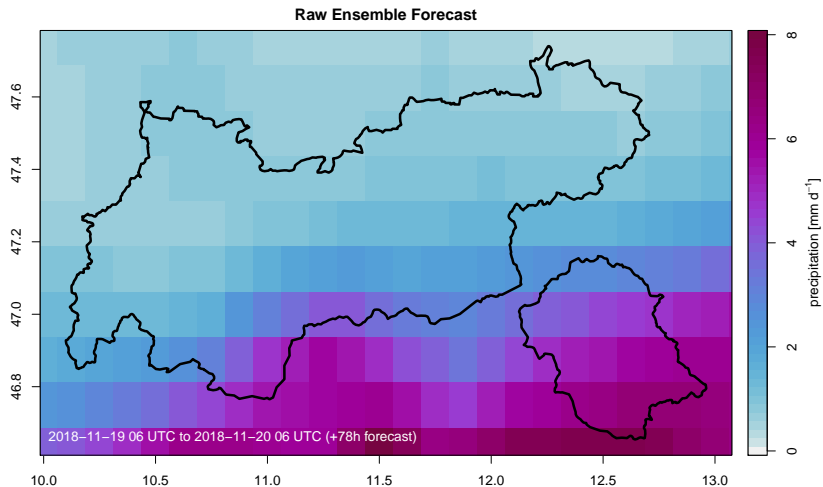 Raw Ensemble Forecast
47.6
47.4
47.2
47.0
46.8
2018−11−19 06 UTC to 2018−11−20 06 UTC (+78h forecast)
10.0 10.5 11.0 11.5 12.0 12.5 13.0
8
6
4
2
0
precipitation [mm d⁻¹]